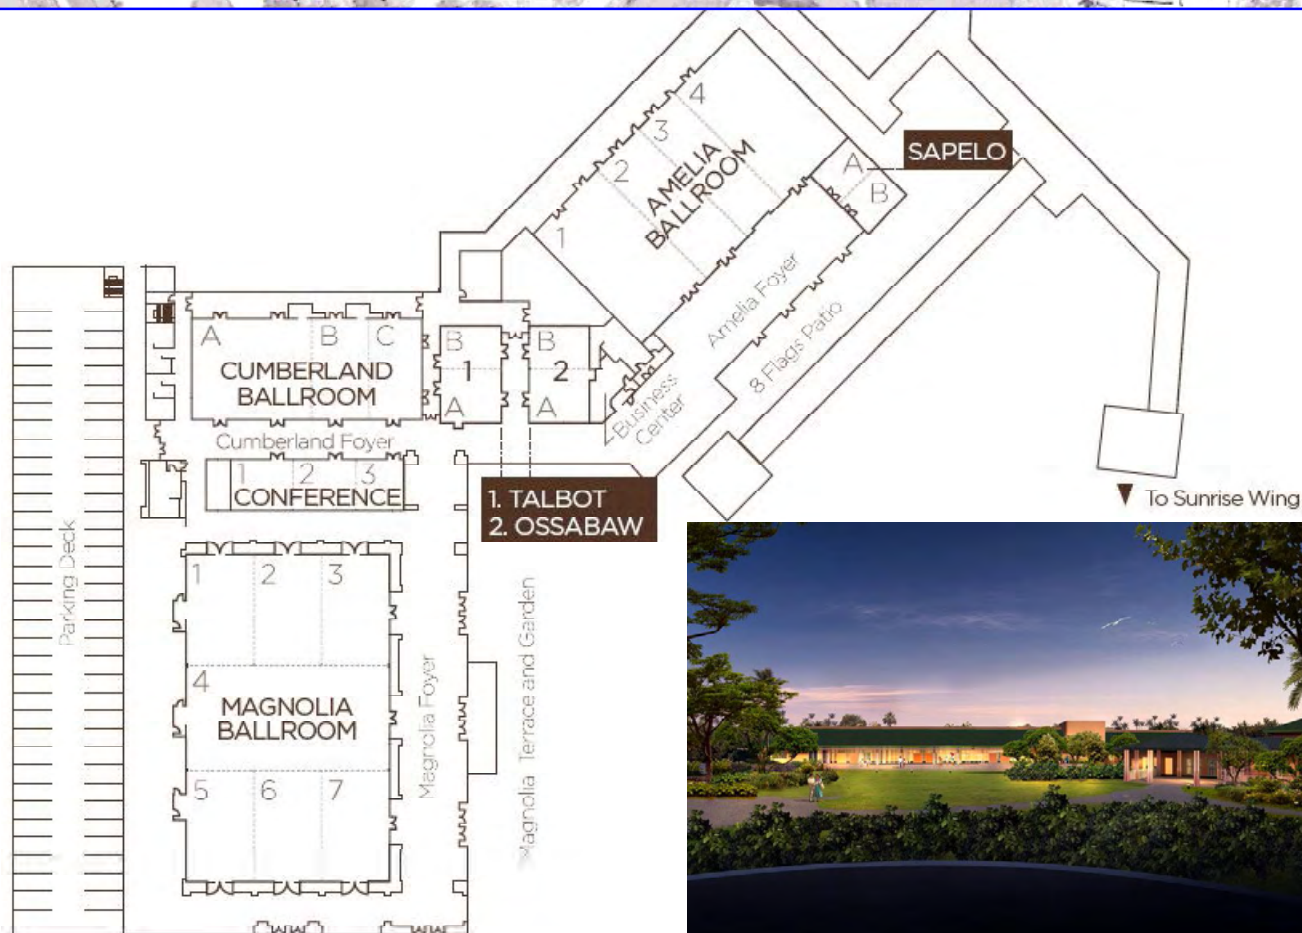 4
3
2
1
AMELIA
BALLROOM
SAPELO
A
B
Amelia Foyer
8 Flags Patio
Business
Center
A
B
C
CUMBERLAND
BALLROOM
B
1
A
B
2
A
Cumberland Foyer
1 2 3
CONFERENCE
1. TALBOT
2. OSSABAW
To Sunrise Wing
Parking Deck
1
2
3
4
MAGNOLIA
BALLROOM
5
6
7
Magnolia Foyer
Magnolia Terrace and Garden